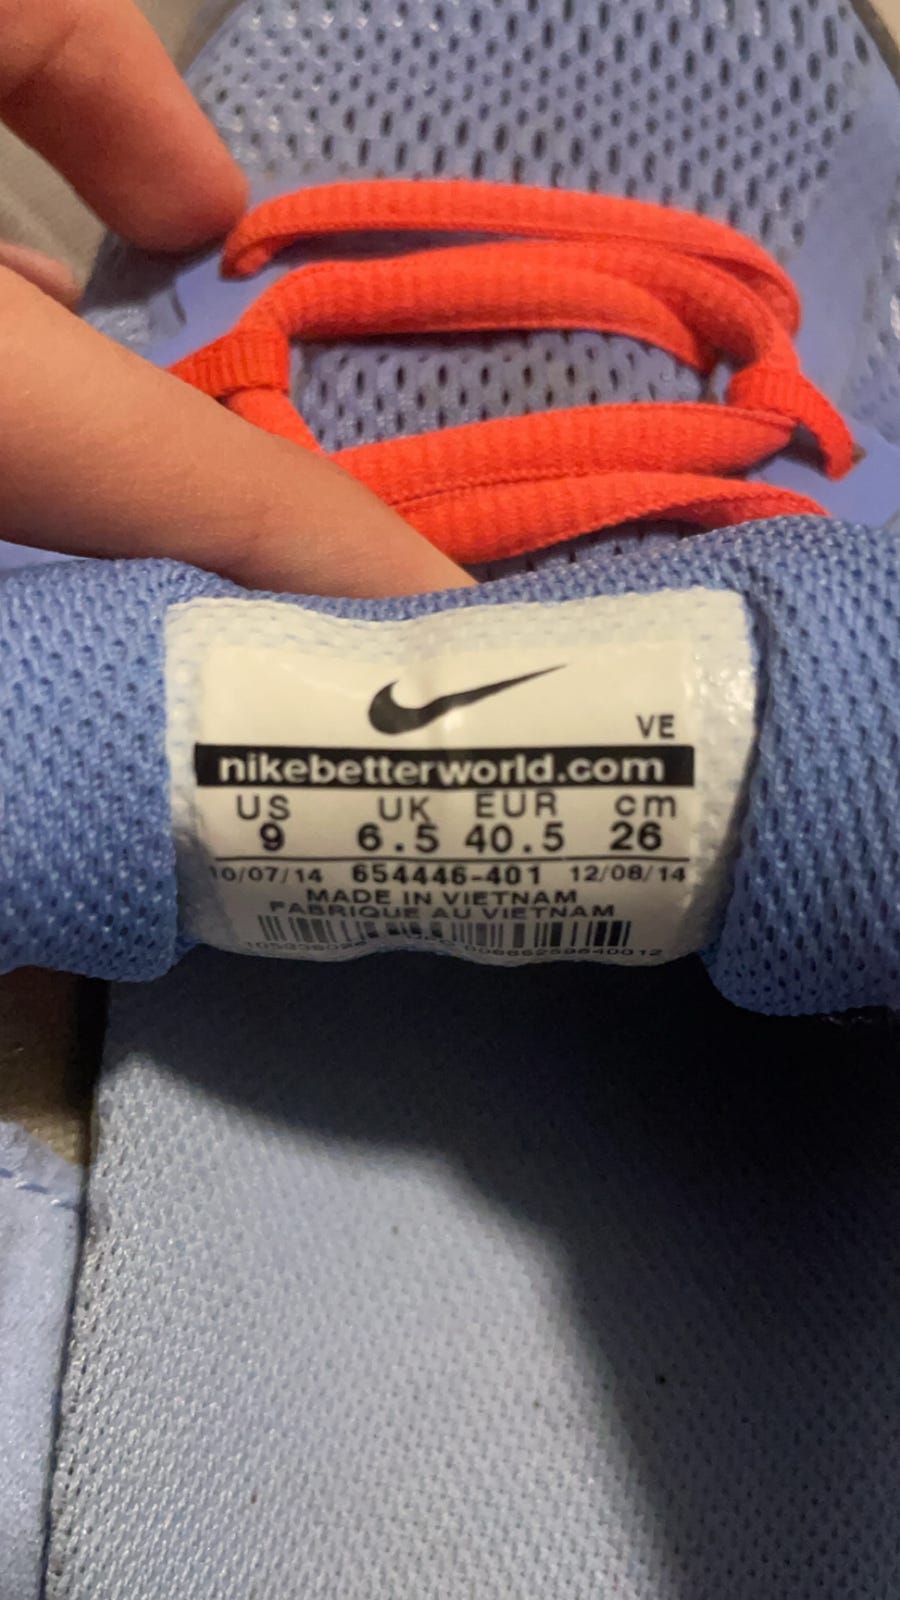 VE
nikebetterworld.com
US UK EUR cm
9 6.5 40.5 26
10/07/14 654446-401 12/08/14
MADE IN VIETNAM
FABRIQUE AU VIETNAM